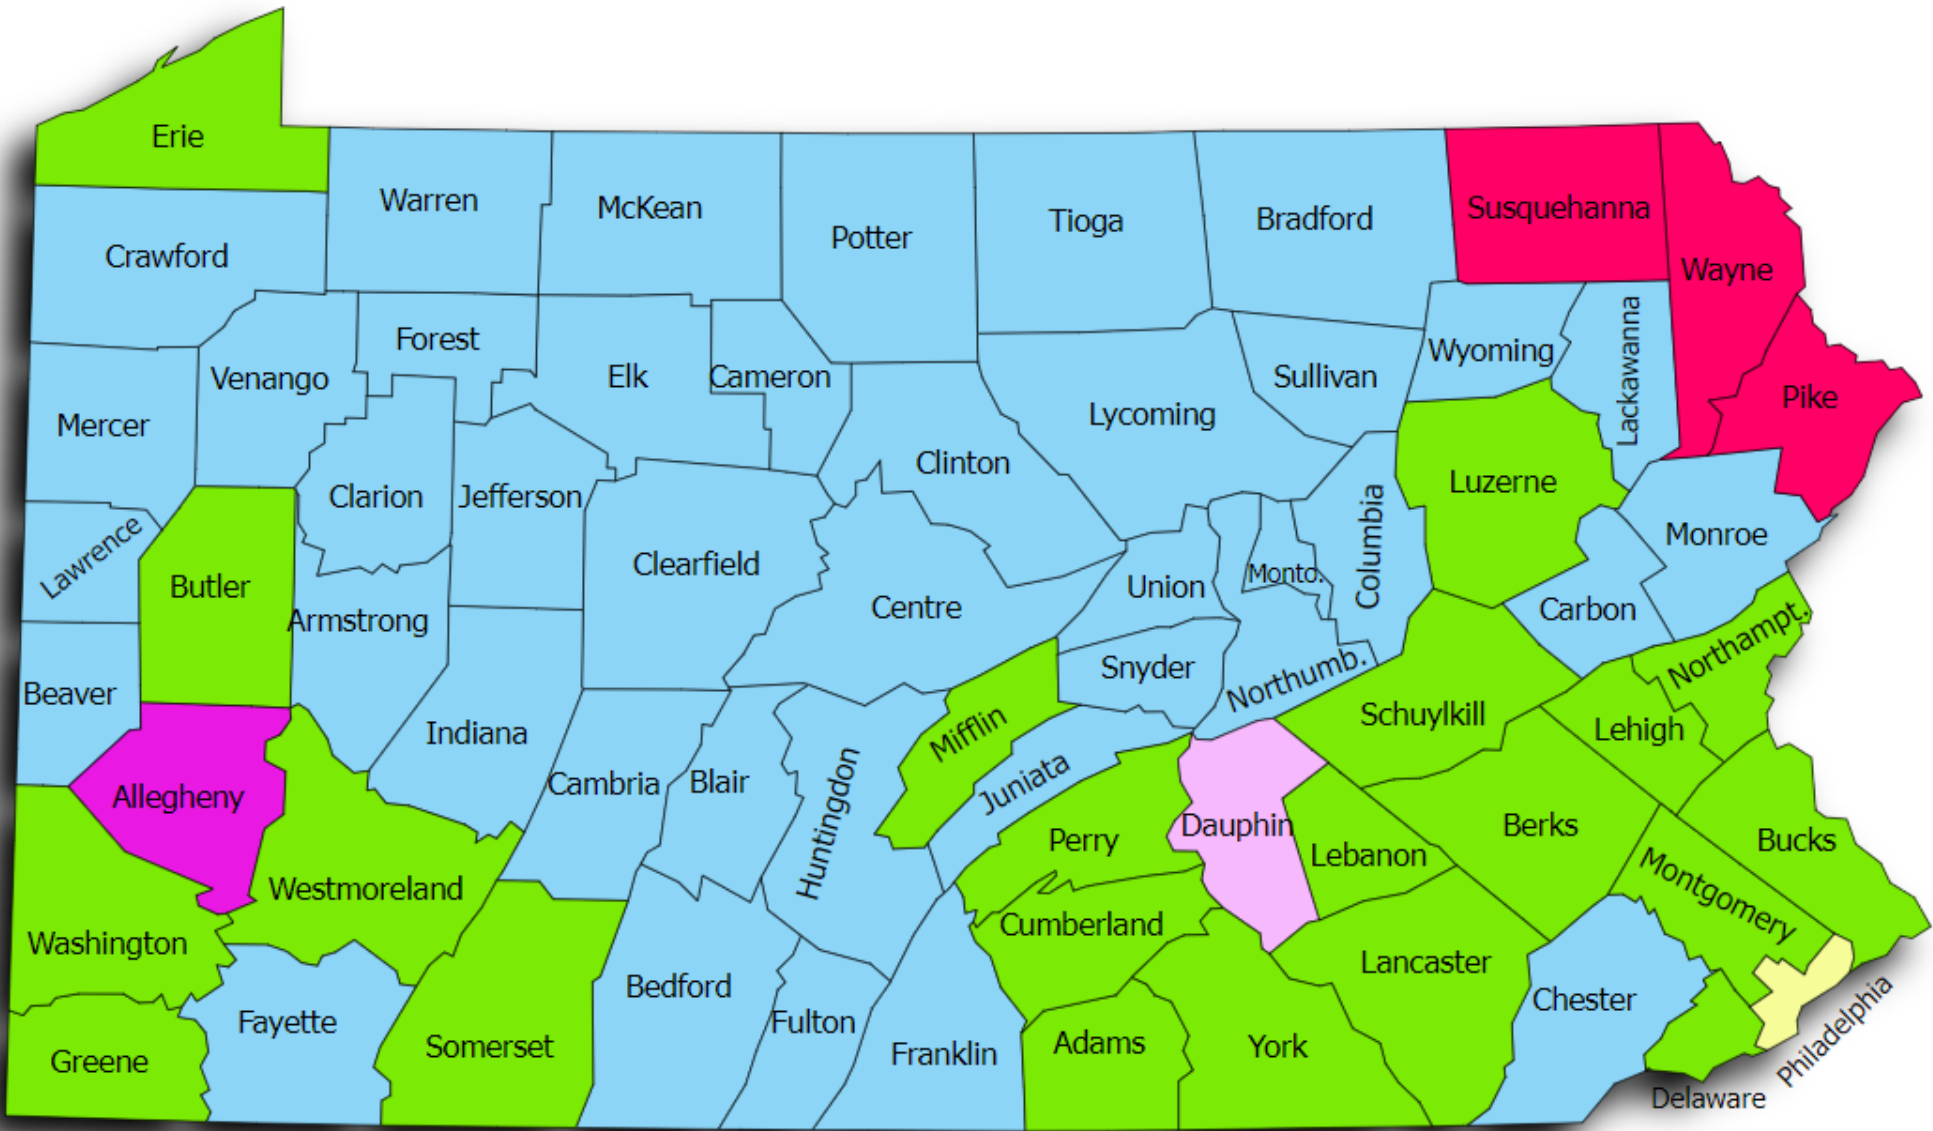 Erie
Warren
McKean
Potter
Tioga
Bradford
Susquehanna
Wayne
Crawford
Forest
Elk
Cameron
Venango
Mercer
Lycoming
Sullivan
Wyoming
Lackawanna
Pike
Clarion
Jefferson
Clinton
Luzerne
Columbia
Lawrence
Butler
Armstrong
Clearfield
Centre
Union
Monto.
Monroe
Carbon
Beaver
Indiana
Snyder
Northumb.
Northampt.
Schuylkill
Lehigh
Allegheny
Cambria
Blair
Huntingdon
Mifflin
Juniata
Perry
Dauphin
Lebanon
Berks
Bucks
Westmoreland
Cumberland
Montgomery
Washington
Bedford
Lancaster
Chester
Fayette
Fulton
Greene
Somerset
Franklin
Adams
York
Philadelphia
Delaware